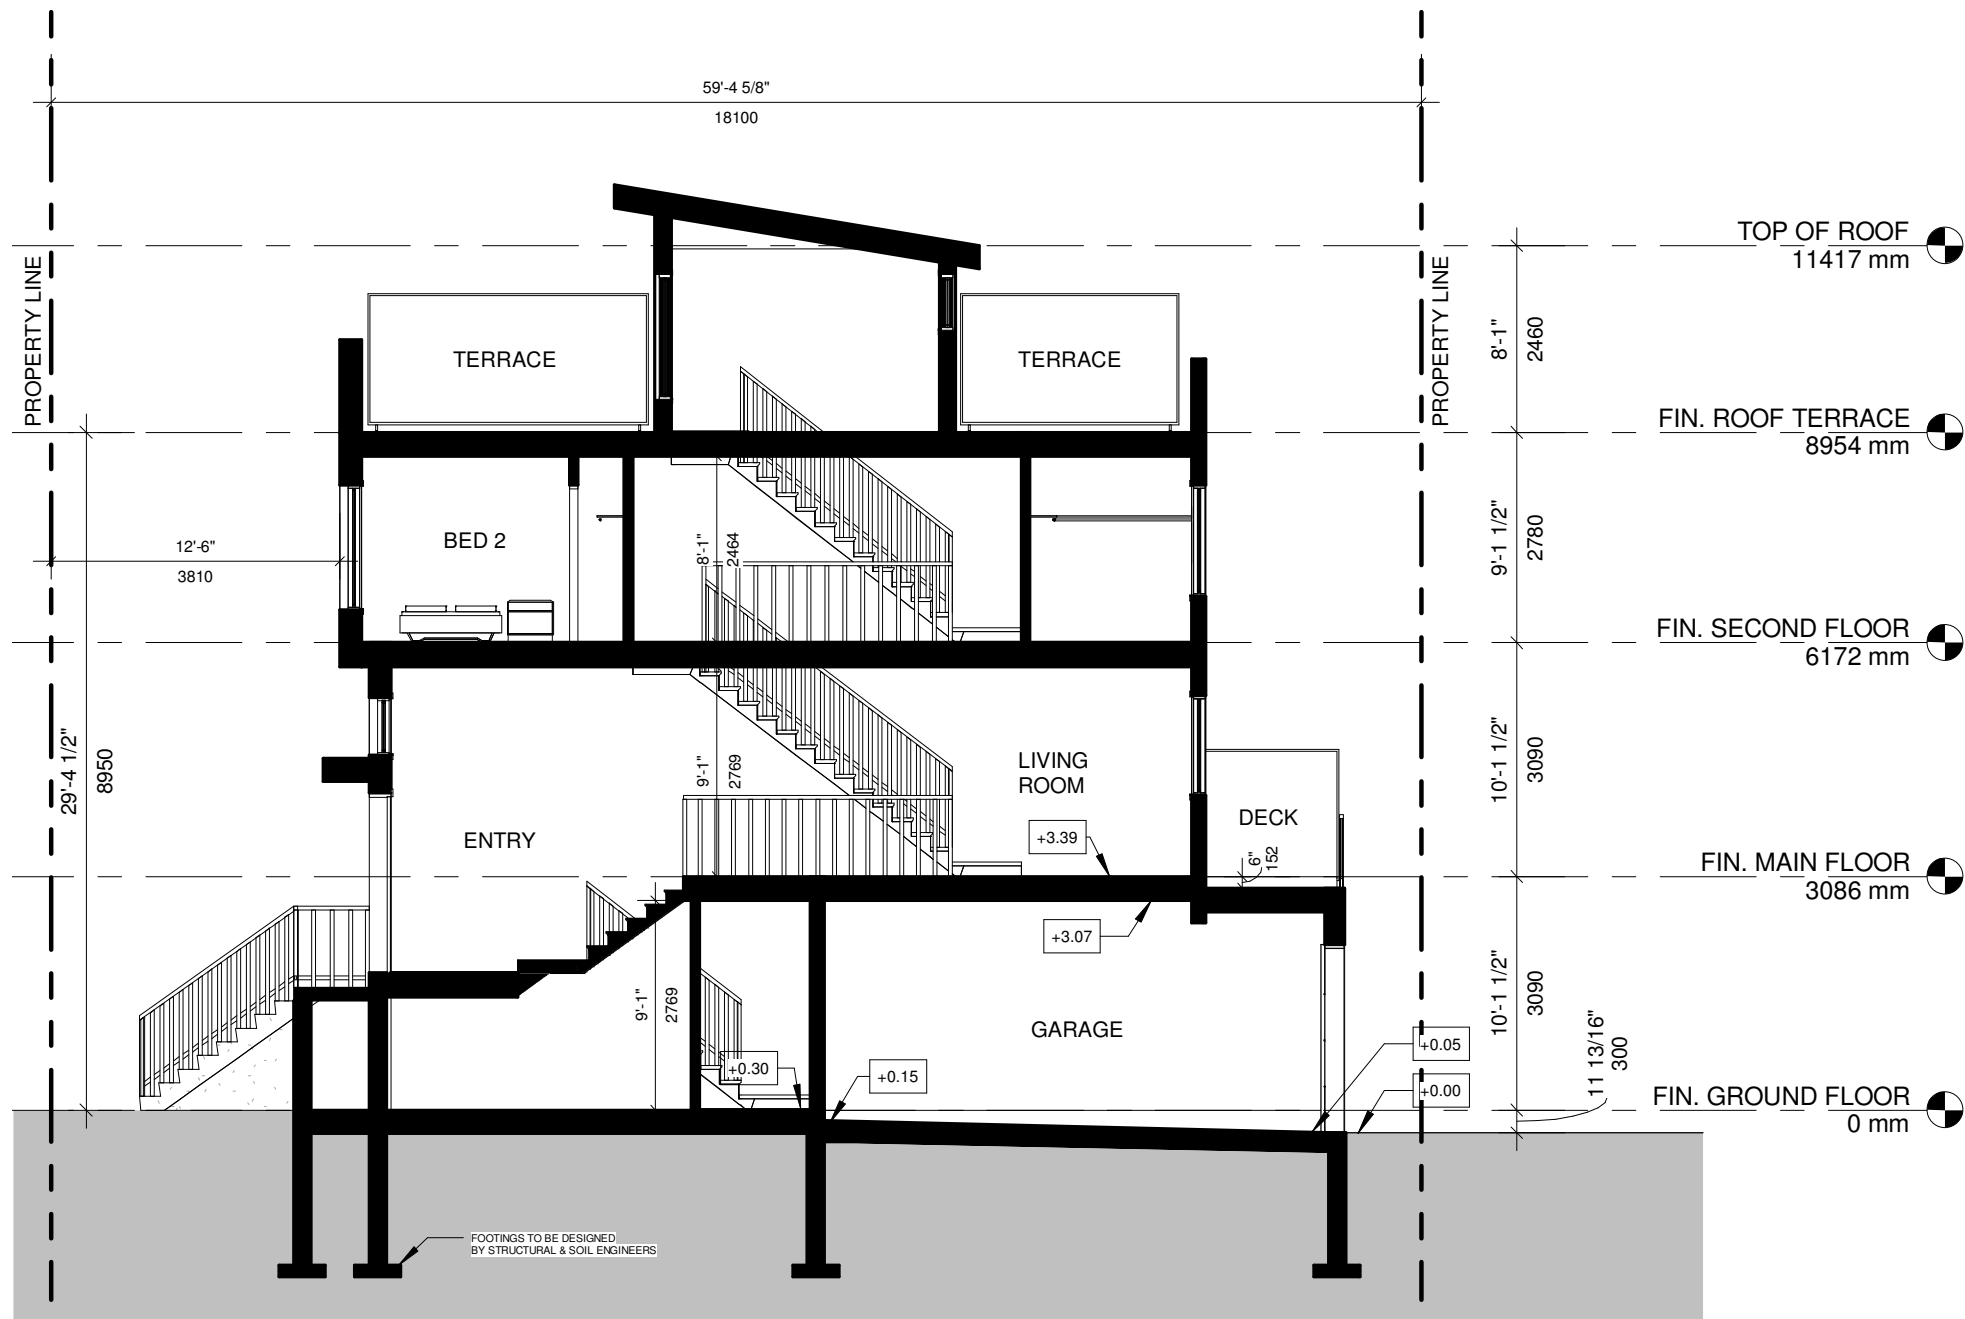 59'-4 5/8"
18100
TOP OF ROOF
11417 mm
PROPERTY LINE
PROPERTY LINE
8'-1"
2460
TERRACE
TERRACE
FIN. ROOF TERRACE
8954 mm
12'-6"
3810
BED 2
8'-1"
2464
9'-1 1/2"
2780
FIN. SECOND FLOOR
6172 mm
29'-4 1/2"
8950
9'-1"
2769
LIVING
ROOM
10'-1 1/2"
3090
ENTRY
+3.39
DECK
6"
152
FIN. MAIN FLOOR
3086 mm
+3.07
9'-1"
2769
GARAGE
10'-1 1/2"
3090
+0.05
11 13/16"
300
+0.30
+0.15
+0.00
FIN. GROUND FLOOR
0 mm
FOOTINGS TO BE DESIGNED
BY STRUCTURAL & SOIL ENGINEERS